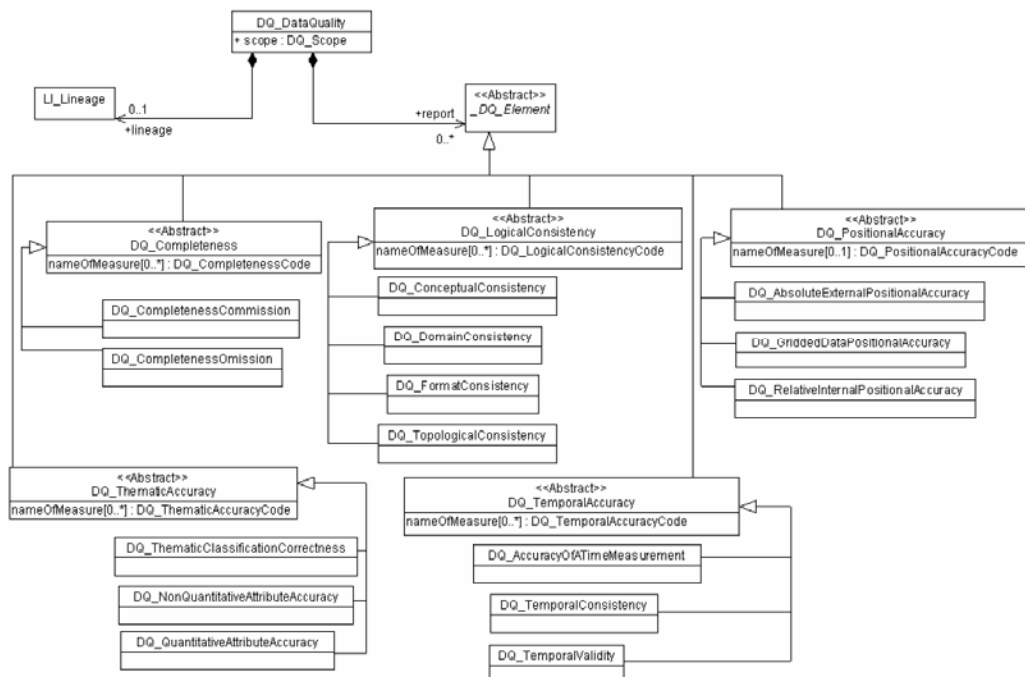 DQ_DataQuality
+ scope : DQ_Scope
LI_Lineage
0..1
+lineage
+report
0..*
<<Abstract>>
_DQ_Element
<<Abstract>>
DQ_Completeness
nameOfMeasure[0..*] : DQ_CompletenessCode
DQ_CompletenessCommission
DQ_CompletenessOmission
<<Abstract>>
DQ_LogicalConsistency
nameOfMeasure[0..*] : DQ_LogicalConsistencyCode
DQ_ConceptualConsistency
DQ_DomainConsistency
DQ_FormatConsistency
DQ_TopologicalConsistency
<<Abstract>>
DQ_PositionalAccuracy
nameOfMeasure[0..1] : DQ_PositionalAccuracyCode
DQ_AbsoluteExternalPositionalAccuracy
DQ_GriddedDataPositionalAccuracy
DQ_RelativeInternalPositionalAccuracy
<<Abstract>>
DQ_ThematicAccuracy
nameOfMeasure[0..*] : DQ_ThematicAccuracyCode
DQ_ThematicClassificationCorrectness
DQ_NonQuantitativeAttributeAccuracy
DQ_QuantitativeAttributeAccuracy
<<Abstract>>
DQ_TemporalAccuracy
nameOfMeasure[0..*] : DQ_TemporalAccuracyCode
DQ_AccuracyOfATimeMeasurement
DQ_TemporalConsistency
DQ_TemporalValidity